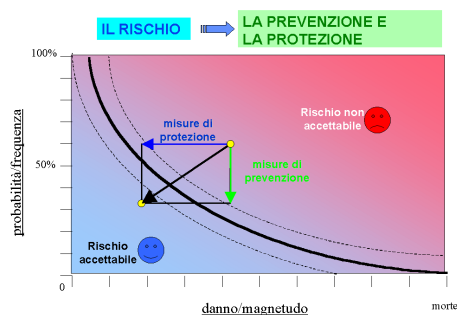 IL RISCHIO
LA PREVENZIONE E
LA PROTEZIONE
100%
misure di
protezione
Rischio non
accettabile
50%
misure di
prevenzione
probabilità/frequenza
Rischio
accettabile
0
danno/magnetudo
morte